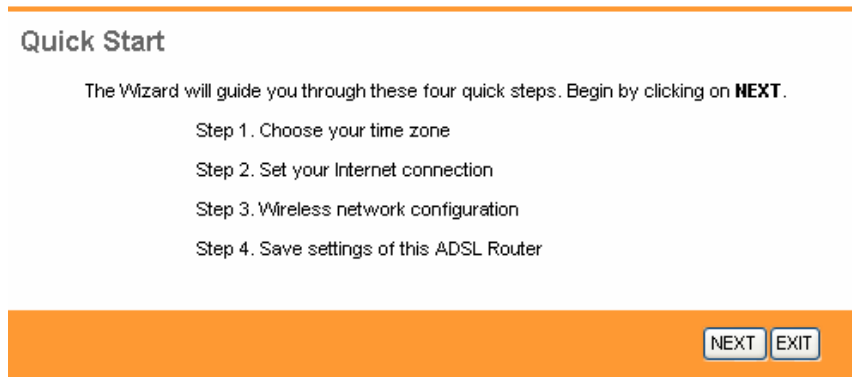 Quick Start
The Wizard will guide you through these four quick steps. Begin by clicking on NEXT.
Step 1. Choose your time zone
Step 2. Set your Internet connection
Step 3. Wireless network configuration
Step 4. Save settings of this ADSL Router
NEXT EXIT